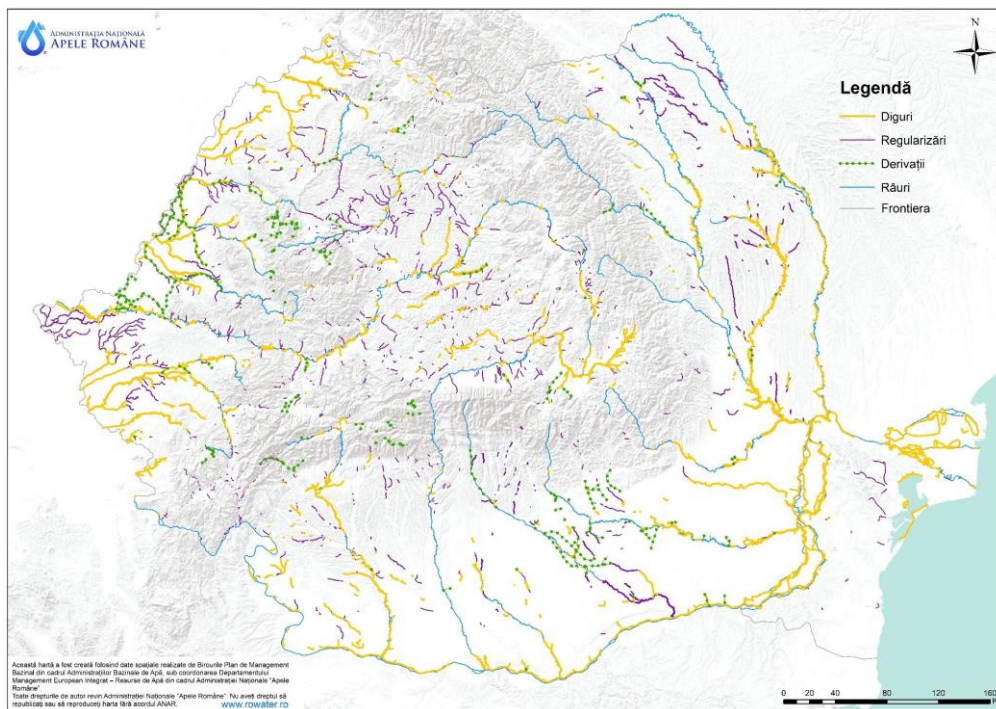 ADMINISTRAȚIA NAȚIONALĂ
APELE ROMÂNE
N
Legendă
Diguri
Regularizări
Derivații
Râuri
Frontiera
Această hartă a fost creată folosind date spațiale realizate de Birourile Plan de Management
Bazinal din cadrul Administrațiilor Bazinale de Apă, sub coordonarea Departamentului
Management European Integrat – Resurse de Apă din cadrul Administrației Naționale "Apele
Române".
Toate drepturile de autor revin Administrației Naționale "Apele Române". Nu aveți dreptul să
republicați sau să reproduceți harta fără acordul ANAR.
www.rowater.ro
0 20 40 80 120 160